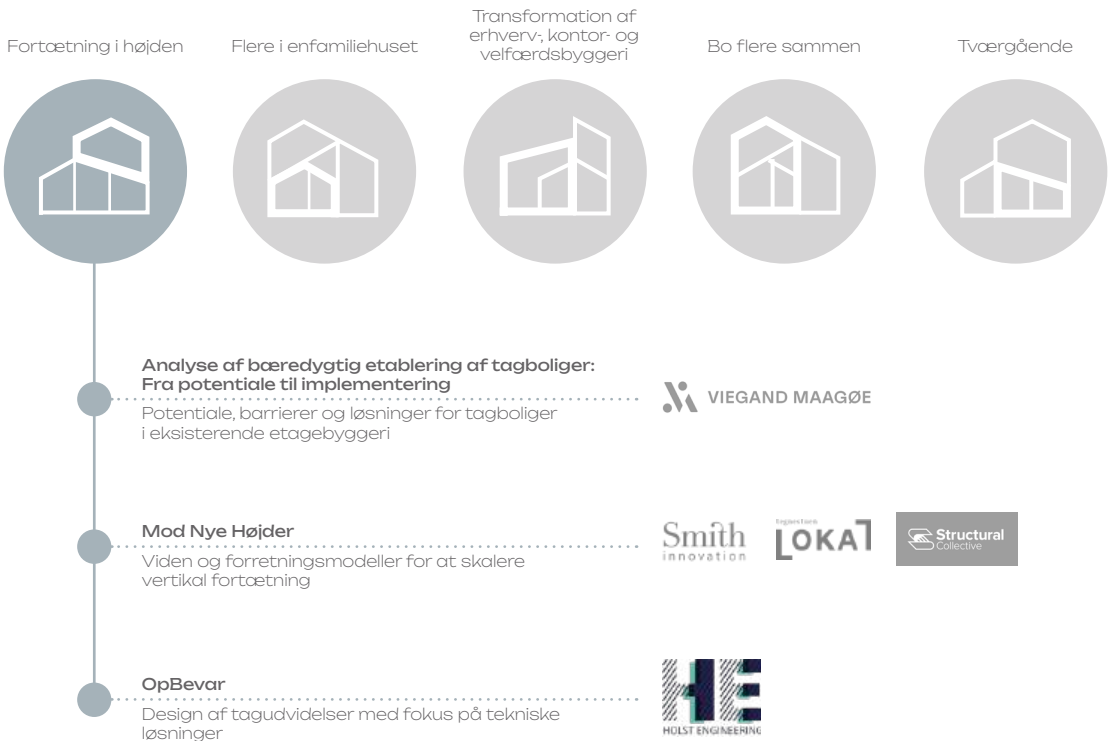 Fortætning i højden
Flere i enfamiliehuset
Transformation af
erhverv-, kontor- og
velfærdsbyggeri
Bo flere sammen
Tværgående
Analyse af bæredygtig etablering af tagboliger:
Fra potentiale til implementering
VIEGAND MAAGØE
Potentiale, barrierer og løsninger for tagboliger
i eksisterende etagebyggeri
Mod Nye Højder
Smith
innovation
LOKAL
Structural
Collective
Viden og forretningsmodeller for at skalere
vertikal fortætning
OpBevar
HE
HOLST ENGINEERING
Design af tagudvidelser med fokus på tekniske
løsninger